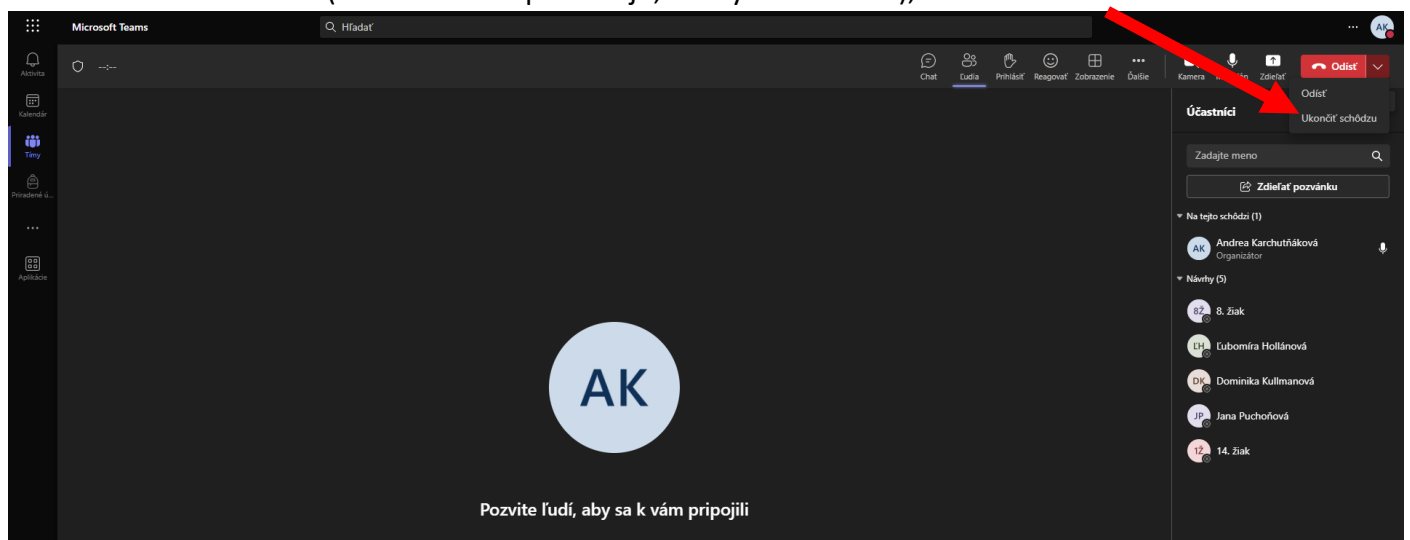 Microsoft Teams
Hľadať
AK
Aktivita
Kalendár
Tímy
Priradené ú...
Aplikácie
--:--
Chat
Ľudia
Prihlásiť
Reagovať
Zobrazenie
Ďalšie
Kamera
Zdieľať
Odísť
Odísť
Ukončiť schôdzu
Účastníci
Zadajte meno
Zdieľať pozvánku
Na tejto schôdzi (1)
AK
Andrea Karchutňáková
Organizátor
Návrhy (5)
8Ž
8. žiak
ĽH
Ľubomíra Hollánová
DK
Dominika Kullmanová
JP
Jana Puchoňová
1Ž
14. žiak
AK
Pozvite ľudí, aby sa k vám pripojili